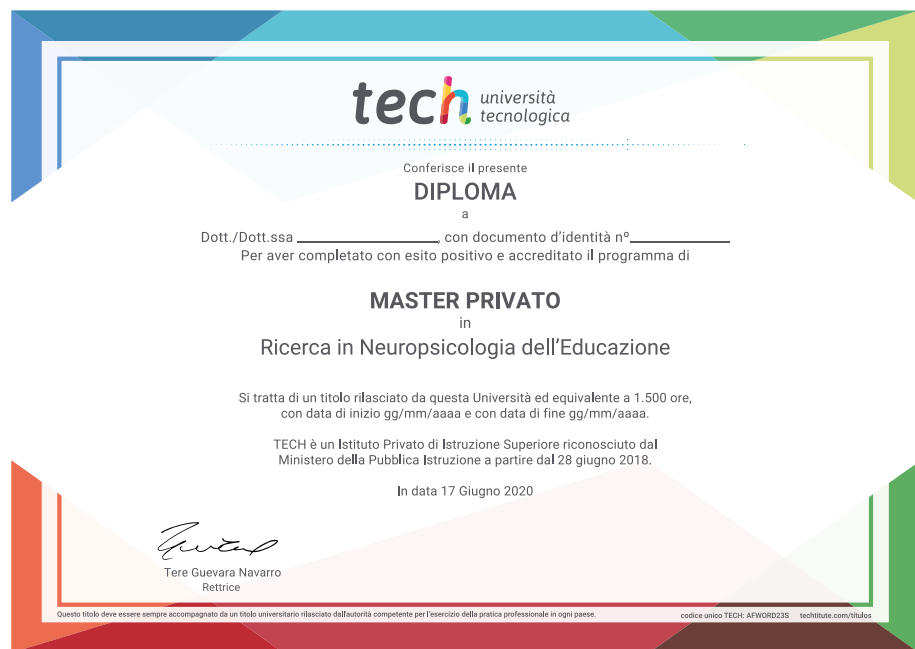 tech università
tecnologica
Conferisce il presente
DIPLOMA
a
Dott./Dott.ssa ____________________, con documento d'identità nº______________
Per aver completato con esito positivo e accreditato il programma di
MASTER PRIVATO
in
Ricerca in Neuropsicologia dell'Educazione
Si tratta di un titolo rilasciato da questa Università ed equivalente a 1.500 ore,
con data di inizio gg/mm/aaaa e con data di fine gg/mm/aaaa.
TECH è un Istituto Privato di Istruzione Superiore riconosciuto dal
Ministero della Pubblica Istruzione a partire dal 28 giugno 2018.
In data 17 Giugno 2020
Tere Guevara Navarro
Rettrice
Questo titolo deve essere sempre accompagnato da un titolo universitario rilasciato dall'autorità competente per l'esercizio della pratica professionale in ogni paese.
codice unico TECH: AFWORD23S techtitute.com/titulos